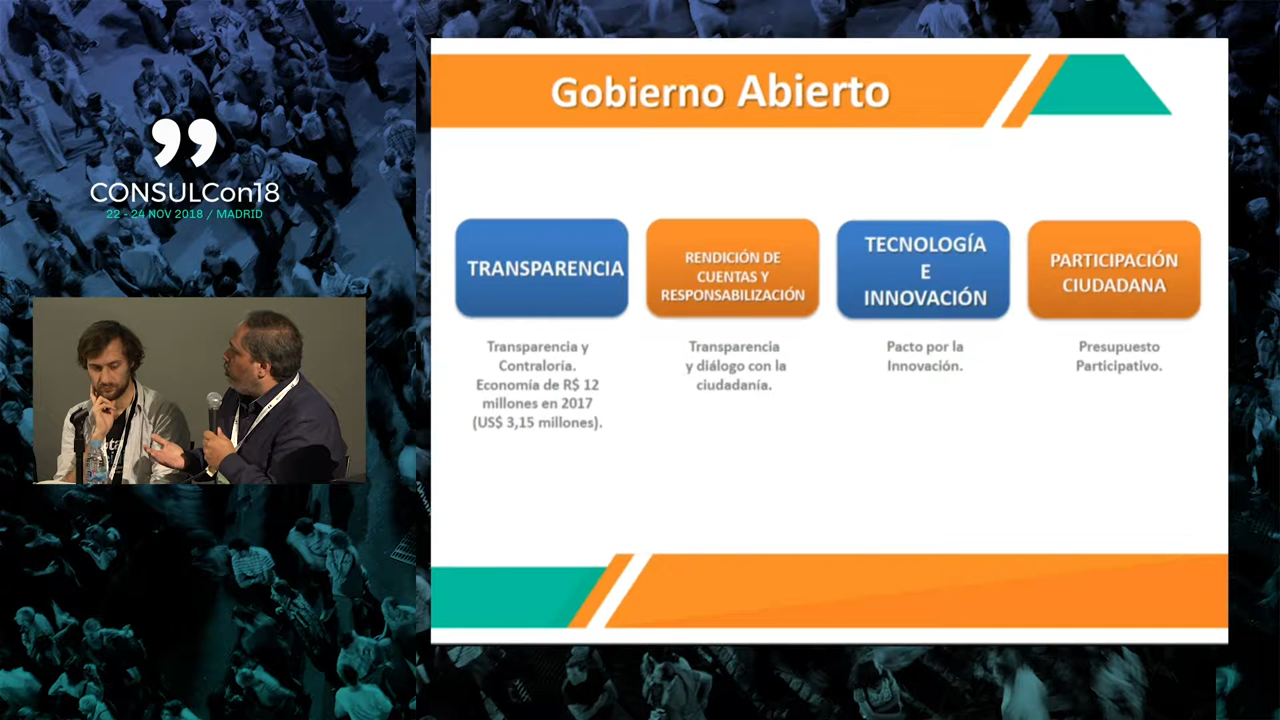 CONSULCon18
22 - 24 NOV 2018 / MADRID
Gobierno Abierto
TRANSPARENCIA
Transparencia y
Contraloría.
Economía de R$ 12
millones en 2017
(US$ 3,15 millones).
RENDICIÓN DE
CUENTAS Y
RESPONSABILIZACIÓN
Transparencia
y diálogo con la
ciudadanía.
TECNOLOGÍA
E
INNOVACIÓN
Pacto por la
Innovación.
PARTICIPACIÓN
CIUDADANA
Presupuesto
Participativo.